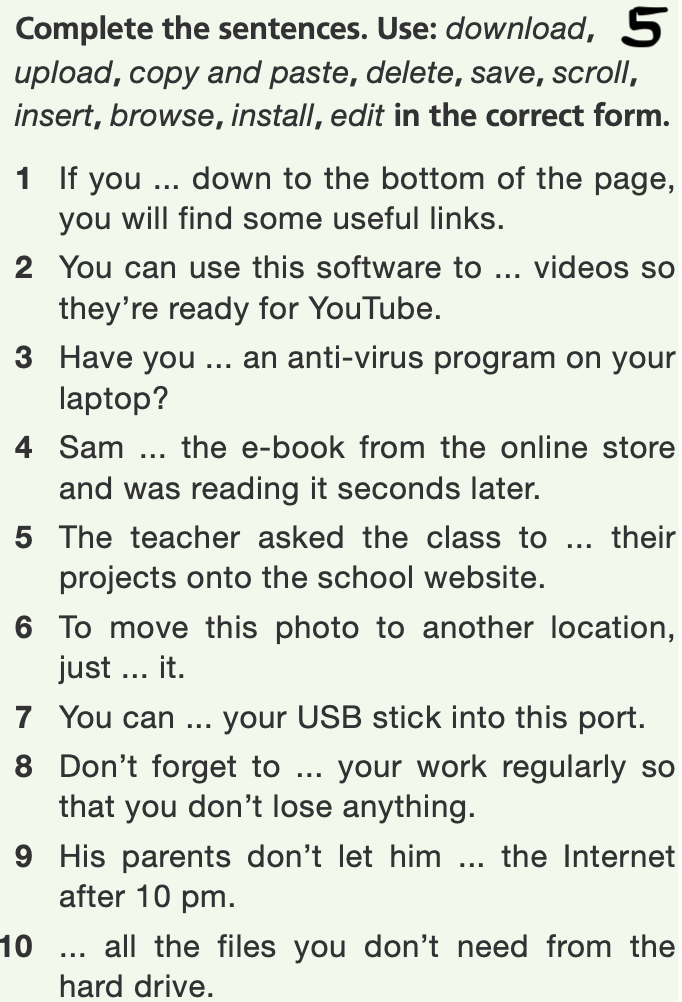 Complete the sentences. Use: download, 5
upload, copy and paste, delete, save, scroll,
insert, browse, install, edit in the correct form.
1 If you ... down to the bottom of the page,
you will find some useful links.
2 You can use this software to ... videos so
they're ready for YouTube.
3 Have you ... an anti-virus program on your
laptop?
4 Sam ... the e-book from the online store
and was reading it seconds later.
5 The teacher asked the class to ... their
projects onto the school website.
6 To move this photo to another location,
just ... it.
7 You can ... your USB stick into this port.
8 Don't forget to ... your work regularly so
that you don't lose anything.
9 His parents don't let him ... the Internet
after 10 pm.
10 ... all the files you don't need from the
hard drive.